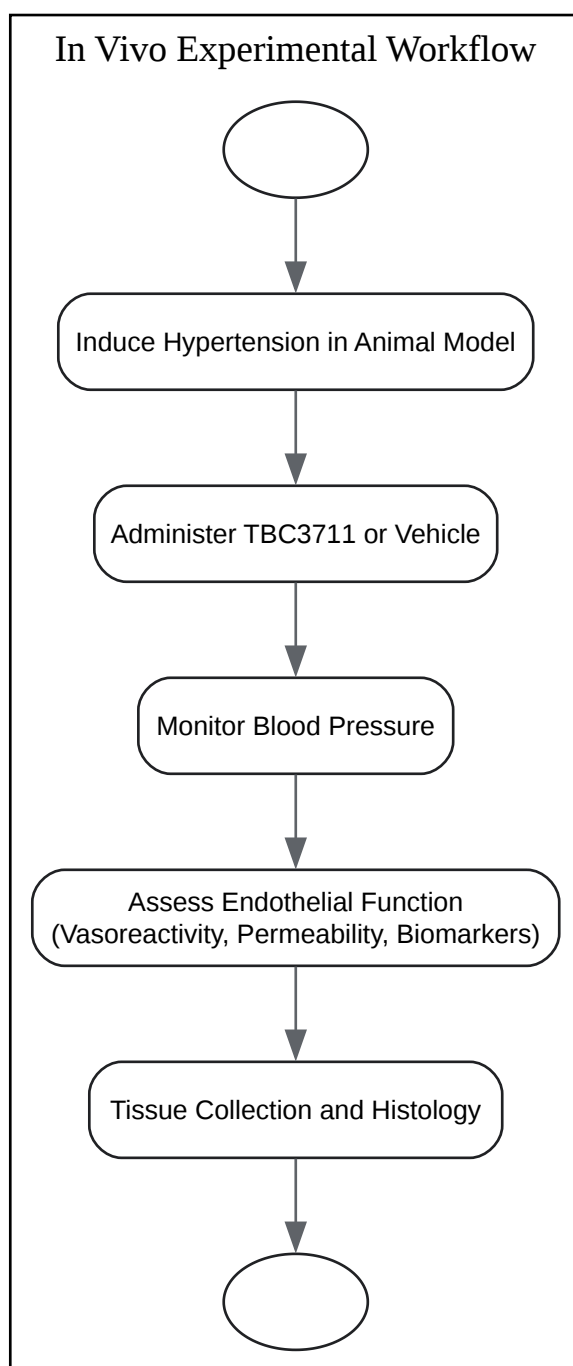 In Vivo Experimental Workflow
Induce Hypertension in Animal Model
Administer TBC3711 or Vehicle
Monitor Blood Pressure
Assess Endothelial Function
(Vasoreactivity, Permeability, Biomarkers)
Tissue Collection and Histology